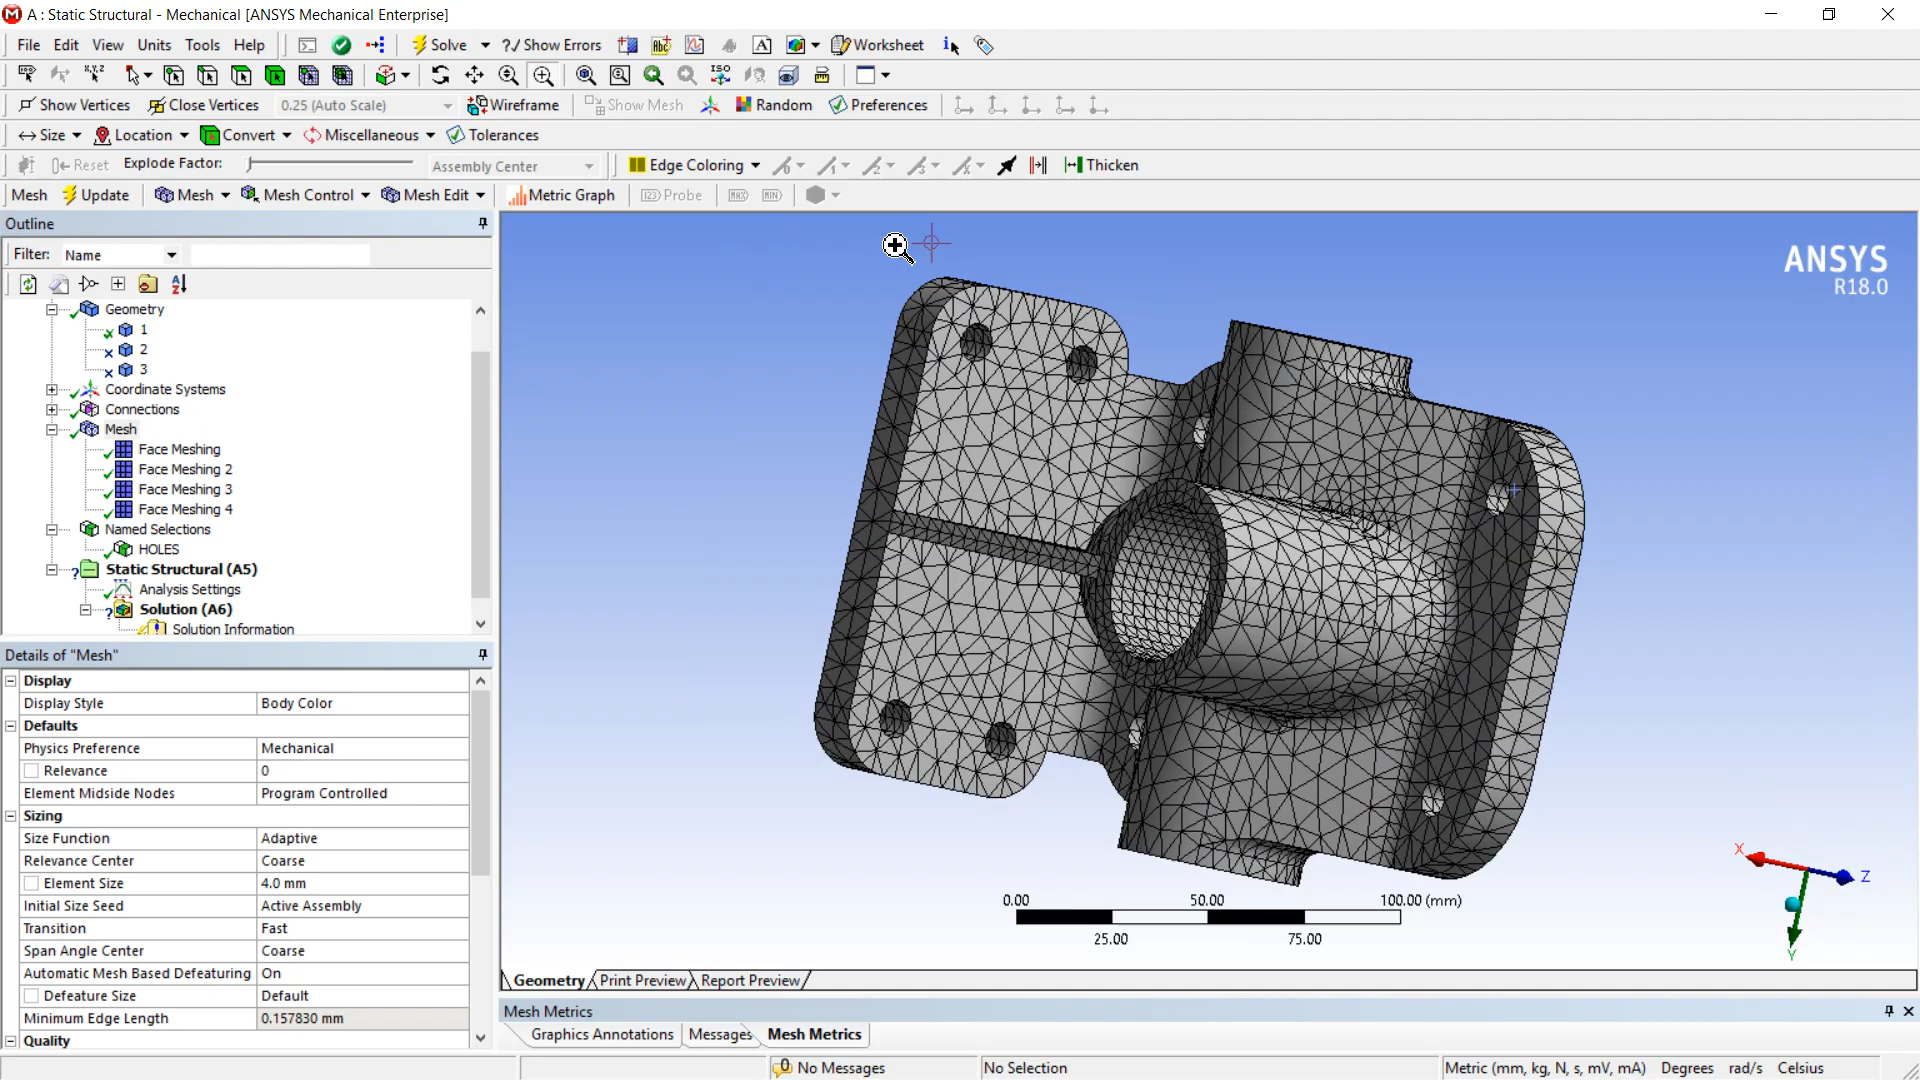 A : Static Structural - Mechanical [ANSYS Mechanical Enterprise]
File Edit View Units Tools Help Solve ?✓ Show Errors Abc A Worksheet i
x,y,z ISO
Show Vertices Close Vertices 0.25 (Auto Scale) Wireframe Show Mesh Random Preferences
Size Location Convert Miscellaneous Tolerances
Reset Explode Factor: Assembly Center Edge Coloring Thicken
Mesh Update Mesh Mesh Control Mesh Edit Metric Graph Probe MAX MIN
Outline
Filter: Name
Geometry
1
2
3
Coordinate Systems
Connections
Mesh
Face Meshing
Face Meshing 2
Face Meshing 3
Face Meshing 4
Named Selections
HOLES
Static Structural (A5)
Analysis Settings
Solution (A6)
Solution Information
Details of "Mesh"
Display
Display Style Body Color
Defaults
Physics Preference Mechanical
Relevance 0
Element Midside Nodes Program Controlled
Sizing
Size Function Adaptive
Relevance Center Coarse
Element Size 4.0 mm
Initial Size Seed Active Assembly
Transition Fast
Span Angle Center Coarse
Automatic Mesh Based Defeaturing On
Defeature Size Default
Minimum Edge Length 0.157830 mm
Quality
ANSYS
R18.0
X
Z
Y
0.00 50.00 100.00 (mm)
25.00 75.00
Geometry Print Preview Report Preview
Mesh Metrics
Graphics Annotations Messages Mesh Metrics
No Messages No Selection Metric (mm, kg, N, s, mV, mA) Degrees rad/s Celsius